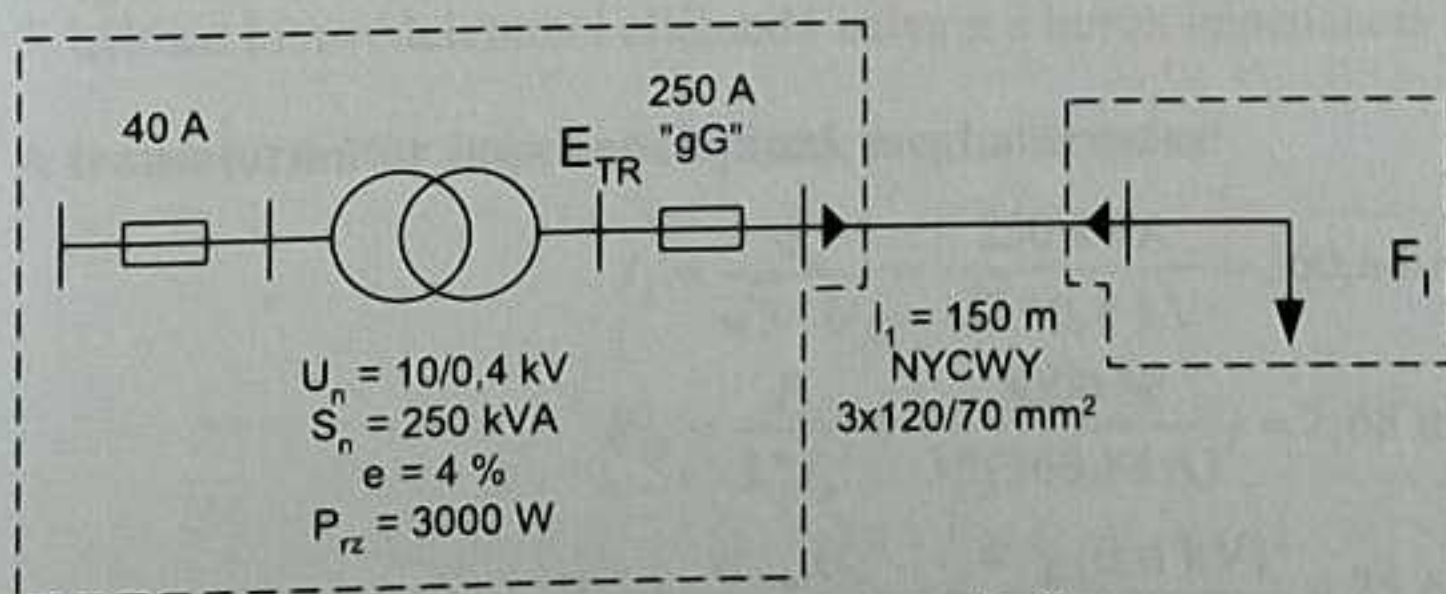 40 A
E_TR
250 A
"gG"
U_n = 10/0,4 kV
S_n = 250 kVA
e = 4 %
P_rz = 3000 W
l_1 = 150 m
NYCWY
3x120/70 mm²
F_I